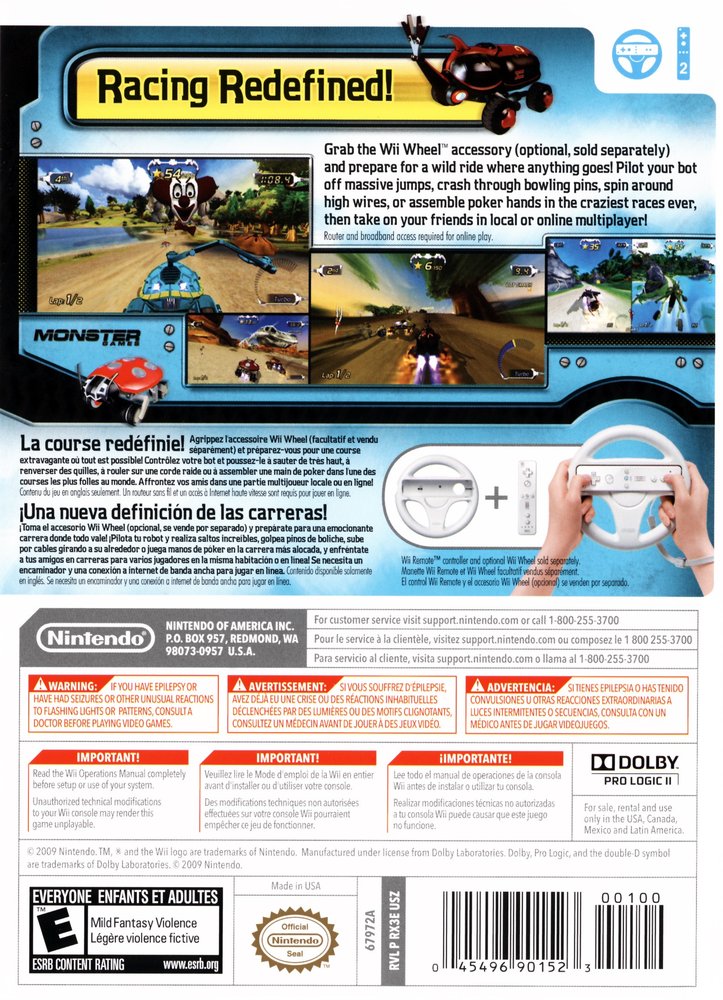 2
Racing Redefined!
Grab the Wii Wheel™ accessory (optional, sold separately)
and prepare for a wild ride where anything goes! Pilot your bot
off massive jumps, crash through bowling pins, spin around
high wires, or assemble poker hands in the craziest races ever,
then take on your friends in local or online multiplayer!
Router and broadband access required for online play.
4th
54
1:08.4
Lap 1/2
Turbo
2nd
6/50
9.4
Lap 1/2
Turbo
35
MONSTER
GAMES
La course redéfinie! Agrippez l'accessoire Wii Wheel (facultatif et vendu
séparément) et préparez-vous pour une course
extravagante où tout est possible! Contrôlez votre bot et poussez-le à sauter de très haut, à
renverser des quilles, à rouler sur une corde raide ou à assembler une main de poker dans l'une des
courses les plus folles au monde. Affrontez vos amis dans une partie multijoueur locale ou en ligne!
Contenu du jeu en anglais seulement. Un routeur sans fil et un accès à Internet haute vitesse sont requis pour jouer en ligne.
¡Una nueva definición de las carreras!
¡Toma el accesorio Wii Wheel (opcional, se vende por separado) y prepárate para una emocionante
carrera donde todo vale! ¡Pilota tu robot y realiza saltos increíbles, golpea pinos de boliche, sube
por cables girando a su alrededor o juega manos de póker en la carrera más alocada, y enfréntate
a tus amigos en carreras para varios jugadores en la misma habitación o en línea! Se necesita un
encaminador y una conexión a internet de banda ancha para jugar en línea. Contenido disponible solamente
en inglés. Se necesita un encaminador y una conexión a internet de banda ancha para jugar en línea.
+
Wii Remote™ controller and optional Wii Wheel sold separately.
Manette Wii Remote et Wii Wheel facultatif vendus séparément.
El control Wii Remote y el accesorio Wii Wheel (opcional) se venden por separado.
Nintendo®
NINTENDO OF AMERICA INC.
P.O. BOX 957, REDMOND, WA
98073-0957 U.S.A.
For customer service visit support.nintendo.com or call 1-800-255-3700
Pour le service à la clientèle, visitez support.nintendo.com ou composez le 1 800 255-3700
Para servicio al cliente, visita support.nintendo.com o llama al 1-800-255-3700
WARNING: IF YOU HAVE EPILEPSY OR
HAVE HAD SEIZURES OR OTHER UNUSUAL REACTIONS
TO FLASHING LIGHTS OR PATTERNS, CONSULT A
DOCTOR BEFORE PLAYING VIDEO GAMES.
AVERTISSEMENT: SI VOUS SOUFFREZ D'ÉPILEPSIE,
AVEZ DÉJÀ EU UNE CRISE OU DES RÉACTIONS INHABITUELLES
DÉCLENCHÉES PAR DES LUMIÈRES OU DES MOTIFS CLIGNOTANTS,
CONSULTEZ UN MÉDECIN AVANT DE JOUER À DES JEUX VIDÉO.
ADVERTENCIA: SI TIENES EPILEPSIA O HAS TENIDO
CONVULSIONES U OTRAS REACCIONES EXTRAORDINARIAS A
LUCES INTERMITENTES O SECUENCIAS, CONSULTA CON UN
MÉDICO ANTES DE JUGAR VIDEOJUEGOS.
IMPORTANT!
Read the Wii Operations Manual completely
before setup or use of your system.
Unauthorized technical modifications
to your Wii console may render this
game unplayable.
IMPORTANT!
Veuillez lire le Mode d'emploi de la Wii en entier
avant d'installer ou d'utiliser votre console.
Des modifications techniques non autorisées
effectuées sur votre console Wii pourraient
empêcher ce jeu de fonctionner.
¡IMPORTANTE!
Lee todo el manual de operaciones de la consola
Wii antes de instalar o utilizar tu consola.
Realizar modificaciones técnicas no autorizadas
a tu consola Wii puede causar que este juego
no funcione.
DOLBY
PRO LOGIC II
For sale, rental and use
only in the USA, Canada,
Mexico and Latin America.
© 2009 Nintendo. TM, ® and the Wii logo are trademarks of Nintendo. Manufactured under license from Dolby Laboratories. Dolby, Pro Logic, and the double-D symbol
are trademarks of Dolby Laboratories. © 2009 Nintendo.
EVERYONE ENFANTS ET ADULTES
E
Mild Fantasy Violence
Légère violence fictive
ESRB CONTENT RATING www.esrb.org
Made in USA
Official
Nintendo
Seal
67972A
RVL P RX3E USZ
00100
0 45496 90152 3